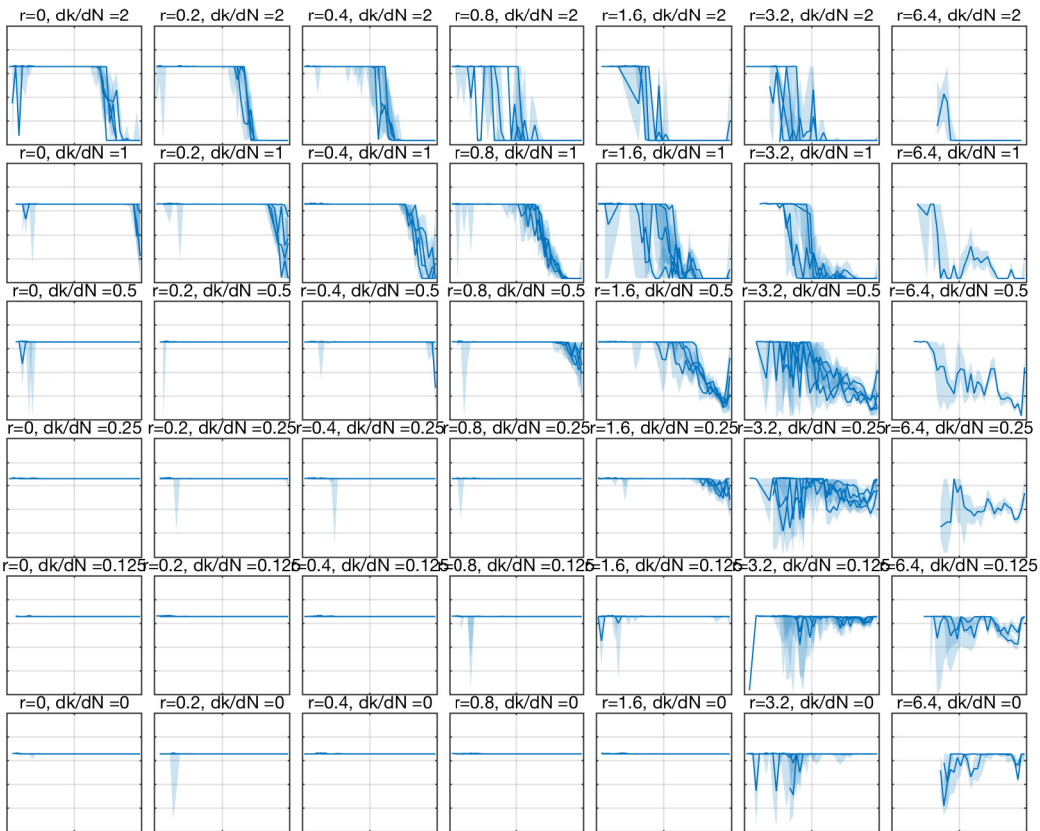 r=0, dk/dN =2 r=0.2, dk/dN =2 r=0.4, dk/dN =2 r=0.8, dk/dN =2 r=1.6, dk/dN =2 r=3.2, dk/dN =2 r=6.4, dk/dN =2
r=0, dk/dN =1 r=0.2, dk/dN =1 r=0.4, dk/dN =1 r=0.8, dk/dN =1 r=1.6, dk/dN =1 r=3.2, dk/dN =1 r=6.4, dk/dN =1
r=0, dk/dN =0.5 r=0.2, dk/dN =0.5 r=0.4, dk/dN =0.5 r=0.8, dk/dN =0.5 r=1.6, dk/dN =0.5 r=3.2, dk/dN =0.5 r=6.4, dk/dN =0.5
r=0, dk/dN =0.25 r=0.2, dk/dN =0.25 r=0.4, dk/dN =0.25 r=0.8, dk/dN =0.25 r=1.6, dk/dN =0.25 r=3.2, dk/dN =0.25 r=6.4, dk/dN =0.25
r=0, dk/dN =0.125 r=0.2, dk/dN =0.125 r=0.4, dk/dN =0.125 r=0.8, dk/dN =0.125 r=1.6, dk/dN =0.125 r=3.2, dk/dN =0.125 r=6.4, dk/dN =0.125
r=0, dk/dN =0 r=0.2, dk/dN =0 r=0.4, dk/dN =0 r=0.8, dk/dN =0 r=1.6, dk/dN =0 r=3.2, dk/dN =0 r=6.4, dk/dN =0